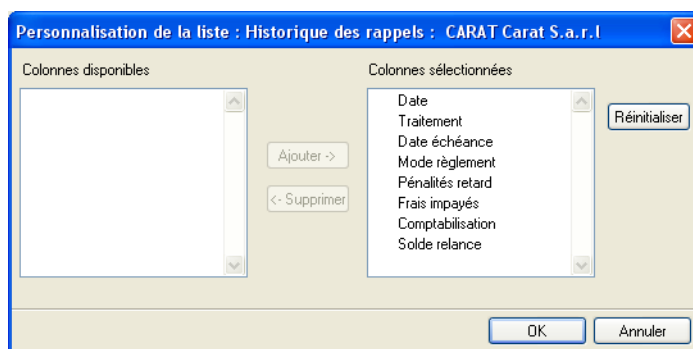 Personnalisation de la liste : Historique des rappels : CARAT Carat S.a.r.l
Colonnes disponibles
Colonnes sélectionnées
Date
Traitement
Date échéance
Mode règlement
Pénalités retard
Frais impayés
Comptabilisation
Solde relance
Ajouter ->
<- Supprimer
Réinitialiser
OK
Annuler